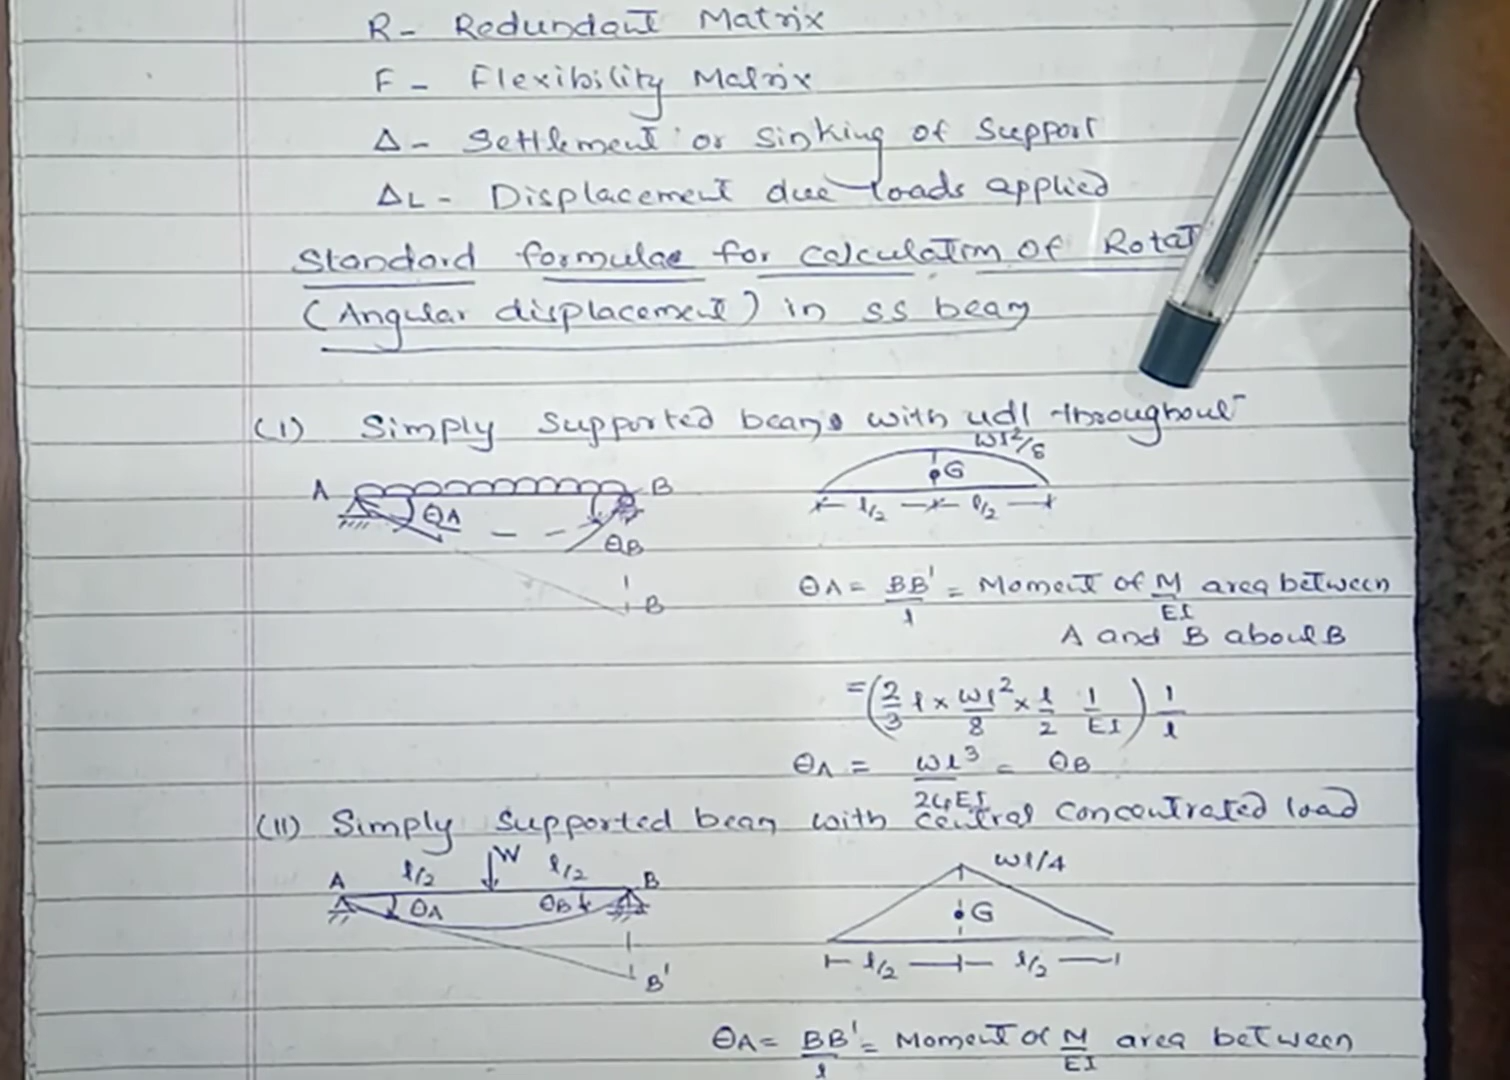 R - Redundant Matrix
F - Flexibility Matrix
Δ - Settlement or Sinking of Support
ΔL - Displacement due loads applied
Standard formulae for calculation of Rotat
(Angular displacement) in SS beam
(I) Simply Supported beams with udl throughout
wl²/8
A B G
θA l/2 l/2
θB
B
θA = BB'/l = Moment of M/EI area between
A and B about B
= (2/3 l × wl²/8 × l/2 1/EI) 1/l
θA = wl³/24EI = θB
(II) Simply Supported beam with central concentrated load
A l/2 W l/2 B wl/4
θA θB G
l/2 l/2
B'
θA = BB'/l = Moment of M/EI area between